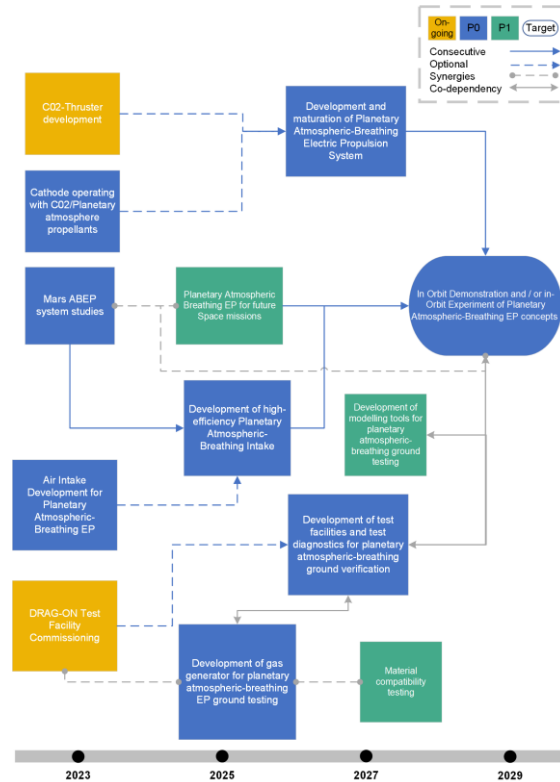 On-
going
P0
P1
Target
Consecutive
Optional
Synergies
Co-dependency
C02-Thruster
development
Development and
maturation of Planetary
Atmospheric-Breathing
Electric Propulsion
System
Cathode operating
with C02/Planetary
atmosphere
propellants
Mars ABEP
system studies
Planetary Atmospheric
Breathing EP for future
Space missions
In Orbit Demonstration and / or in-
Orbit Experiment of Planetary
Atmospheric-Breathing EP concepts
Development of high-
efficiency Planetary
Atmospheric-
Breathing Intake
Development of
modelling tools for
planetary
atmospheric-
breathing ground
testing
Air Intake
Development for
Planetary
Atmospheric-
Breathing EP
Development of test
facilities and test
diagnostics for planetary
atmospheric-breathing
ground verification
DRAG-ON Test
Facility
Commissioning
Development of gas
generator for planetary
atmospheric-breathing
EP ground testing
Material
compatibility
testing
2023
2025
2027
2029